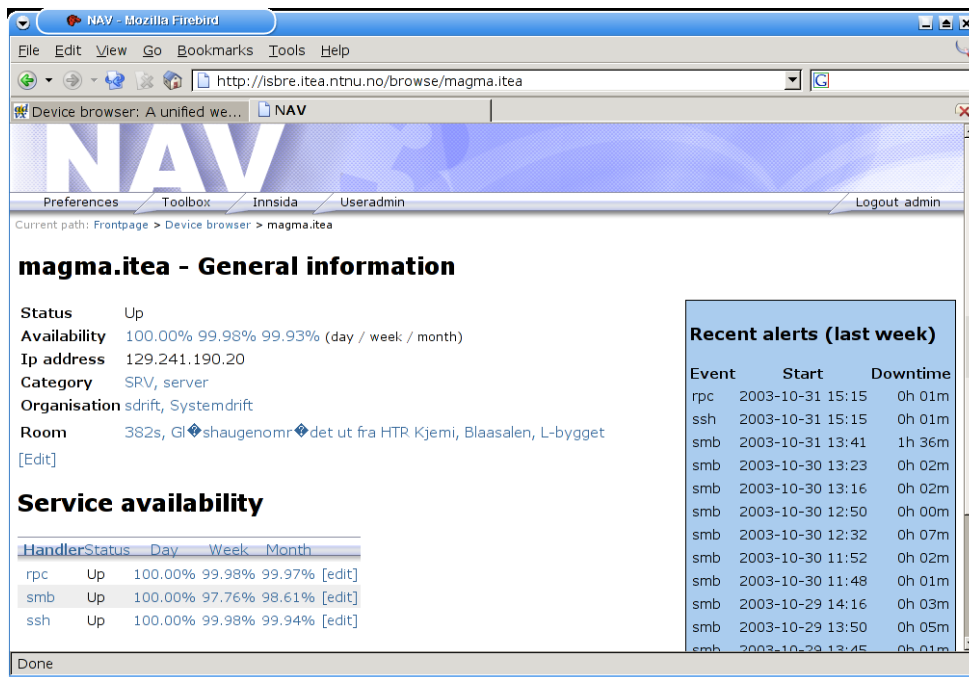 NAV - Mozilla Firebird
File Edit View Go Bookmarks Tools Help
http://isbre.itea.ntnu.no/browse/magma.itea
G
Device browser: A unified we... NAV
NAV
Preferences Toolbox Innsida Useradmin Logout admin
Current path: Frontpage > Device browser > magma.itea
magma.itea - General information
Status Up
Availability 100.00% 99.98% 99.93% (day / week / month)
Ip address 129.241.190.20
Category SRV, server
Organisation sdrift, Systemdrift
Room 382s, Gl�shaugenomr�det ut fra HTR Kjemi, Blaasalen, L-bygget
[Edit]
Service availability
Handler Status Day Week Month
rpc Up 100.00% 99.98% 99.97% [edit]
smb Up 100.00% 97.76% 98.61% [edit]
ssh Up 100.00% 99.98% 99.94% [edit]
Recent alerts (last week)
Event Start Downtime
rpc 2003-10-31 15:15 0h 01m
ssh 2003-10-31 15:15 0h 01m
smb 2003-10-31 13:41 1h 36m
smb 2003-10-30 13:23 0h 02m
smb 2003-10-30 13:16 0h 02m
smb 2003-10-30 12:50 0h 00m
smb 2003-10-30 12:32 0h 07m
smb 2003-10-30 11:52 0h 02m
smb 2003-10-30 11:48 0h 01m
smb 2003-10-29 14:16 0h 03m
smb 2003-10-29 13:50 0h 05m
smb 2003-10-29 13:45 0h 01m
Done